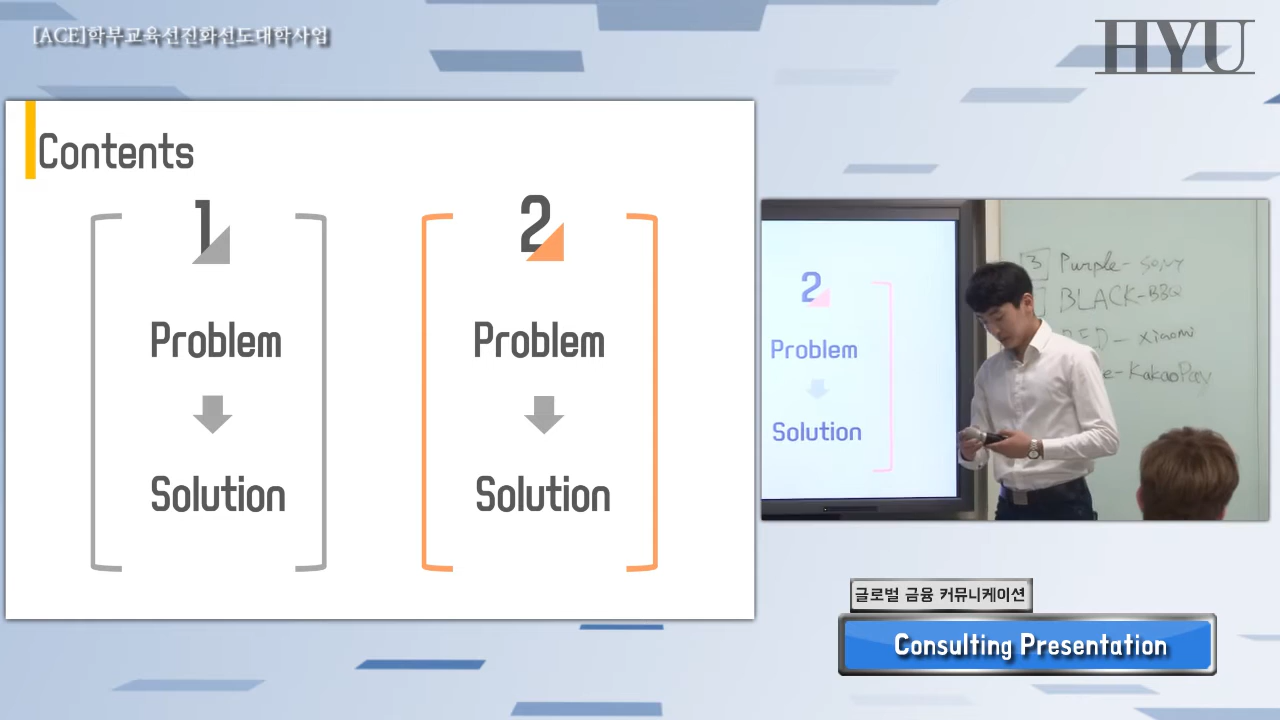 [ACE]학부교육선진화선도대학사업
HYU
Contents
1
Problem
Solution
2
Problem
Solution
2
Problem
Solution
3 Purple- SONY
BLACK-BBQ
RED - xiaomi
e-KakaoPay
글로벌 금융 커뮤니케이션
Consulting Presentation